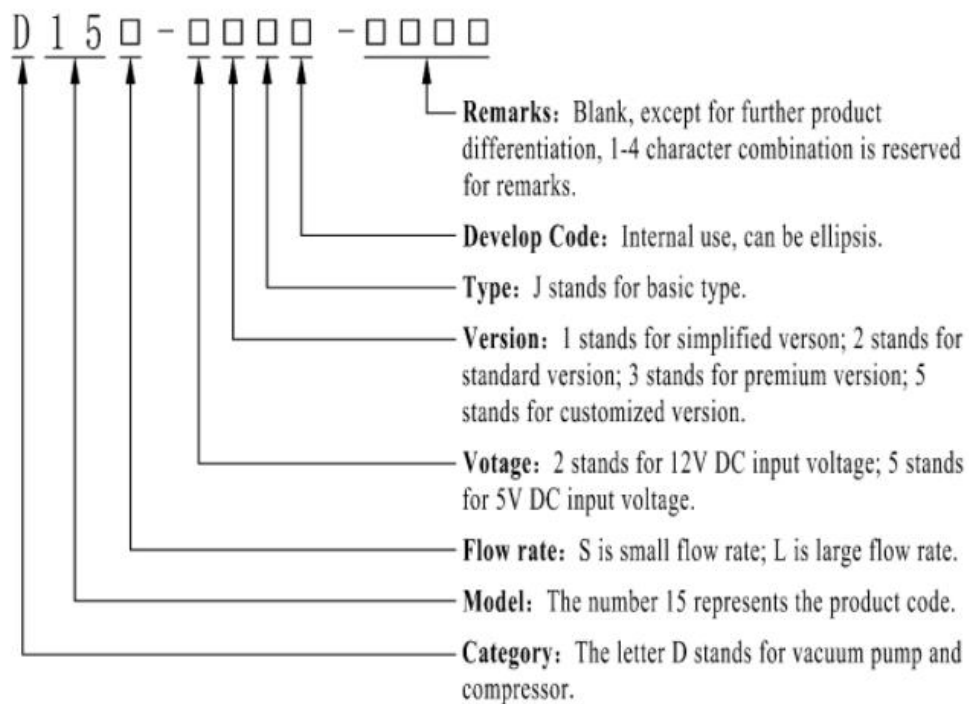 D 1 5 □ - □ □ □ □ - □ □ □ □
Remarks: Blank, except for further product
differentiation, 1-4 character combination is reserved
for remarks.
Develop Code: Internal use, can be ellipsis.
Type: J stands for basic type.
Version: 1 stands for simplified verson; 2 stands for
standard version; 3 stands for premium version; 5
stands for customized version.
Votage: 2 stands for 12V DC input voltage; 5 stands
for 5V DC input voltage.
Flow rate: S is small flow rate; L is large flow rate.
Model: The number 15 represents the product code.
Category: The letter D stands for vacuum pump and
compressor.